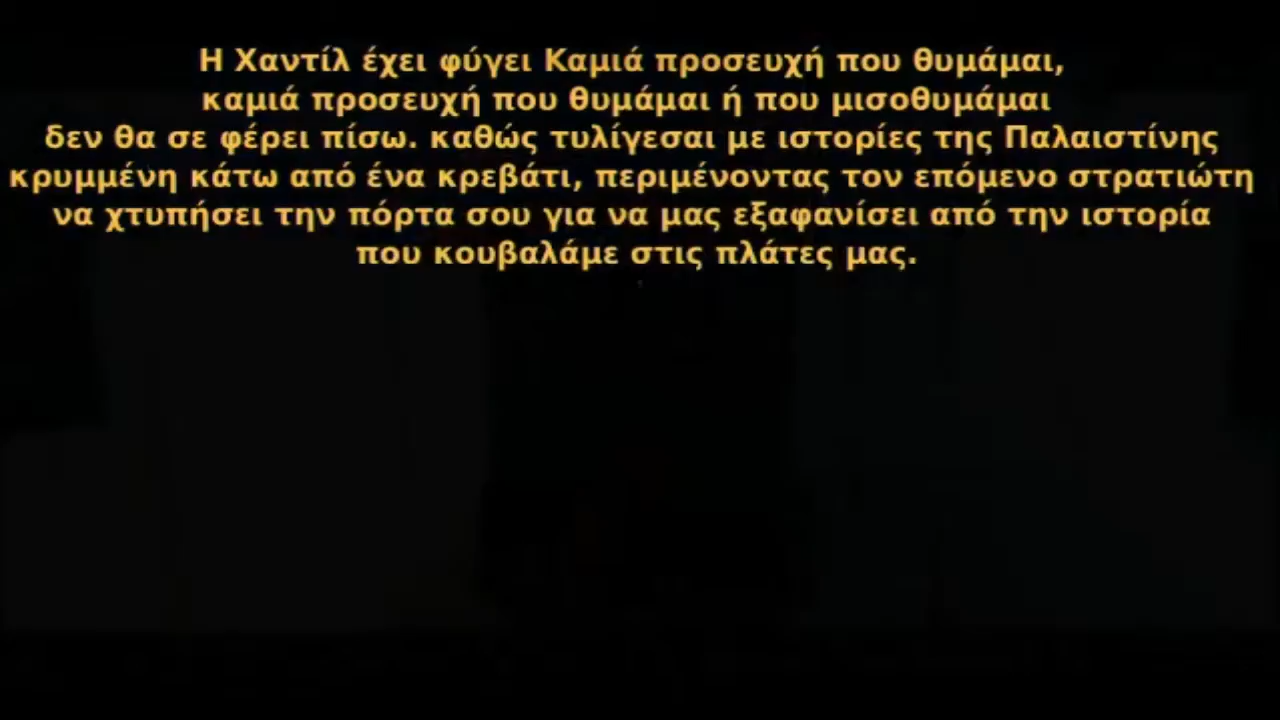 Η Χαντίλ έχει φύγει Καμιά προσευχή που θυμάμαι,
καμιά προσευχή που θυμάμαι ή που μισοθυμάμαι
δεν θα σε φέρει πίσω. καθώς τυλίγεσαι με ιστορίες της Παλαιστίνης
κρυμμένη κάτω από ένα κρεβάτι, περιμένοντας τον επόμενο στρατιώτη
να χτυπήσει την πόρτα σου για να μας εξαφανίσει από την ιστορία
που κουβαλάμε στις πλάτες μας.